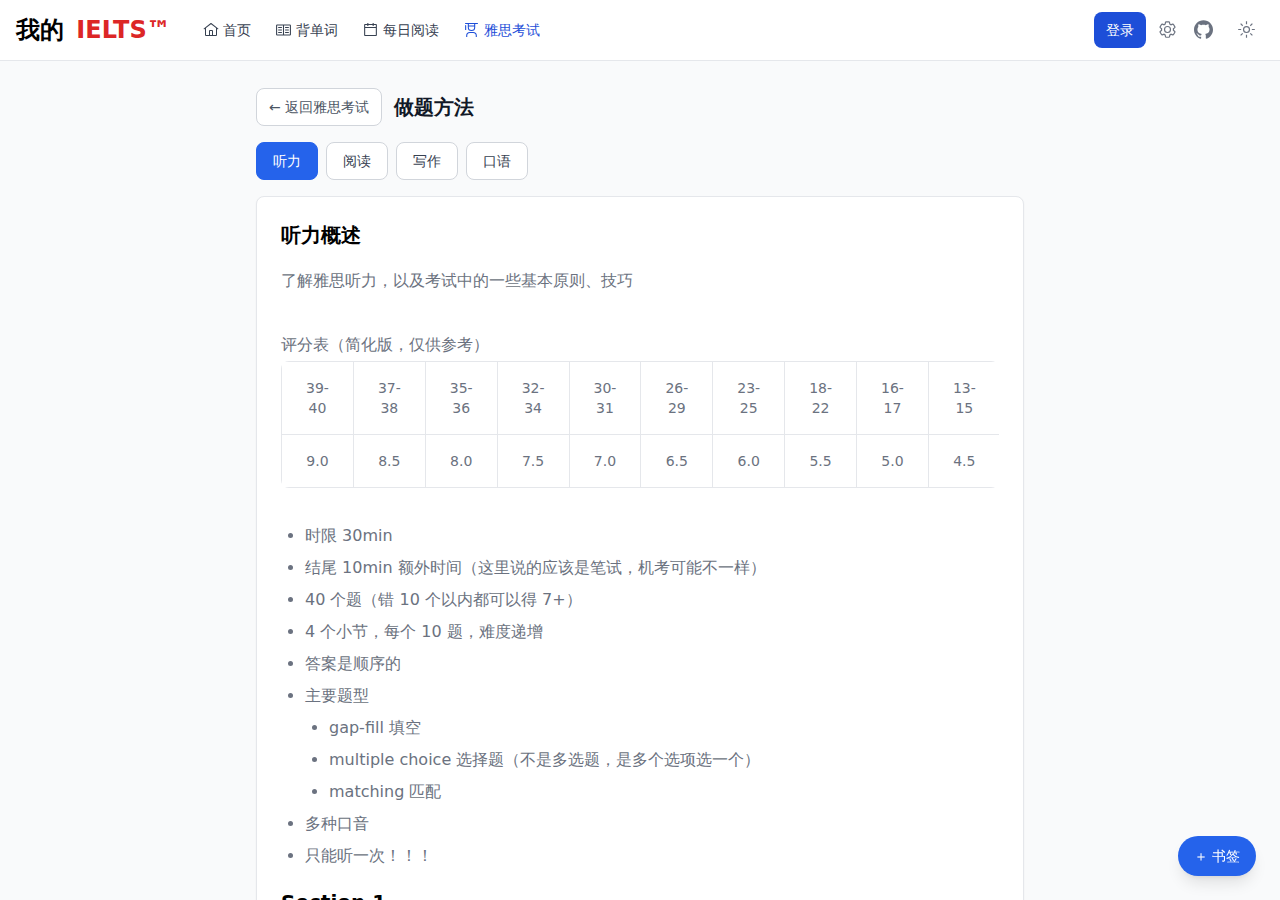 我的 IELTS™ 首页 背单词 每日阅读 雅思考试 登录
← 返回雅思考试 做题方法
听力 阅读 写作 口语
听力概述
了解雅思听力，以及考试中的一些基本原则、技巧
评分表（简化版，仅供参考）
39-40 37-38 35-36 32-34 30-31 26-29 23-25 18-22 16-17 13-15
9.0 8.5 8.0 7.5 7.0 6.5 6.0 5.5 5.0 4.5
时限 30min
结尾 10min 额外时间（这里说的应该是笔试，机考可能不一样）
40 个题（错 10 个以内都可以得 7+）
4 个小节，每个 10 题，难度递增
答案是顺序的
主要题型
gap-fill 填空
multiple choice 选择题（不是多选题，是多个选项选一个）
matching 匹配
多种口音
只能听一次！！！
＋ 书签
Section 1